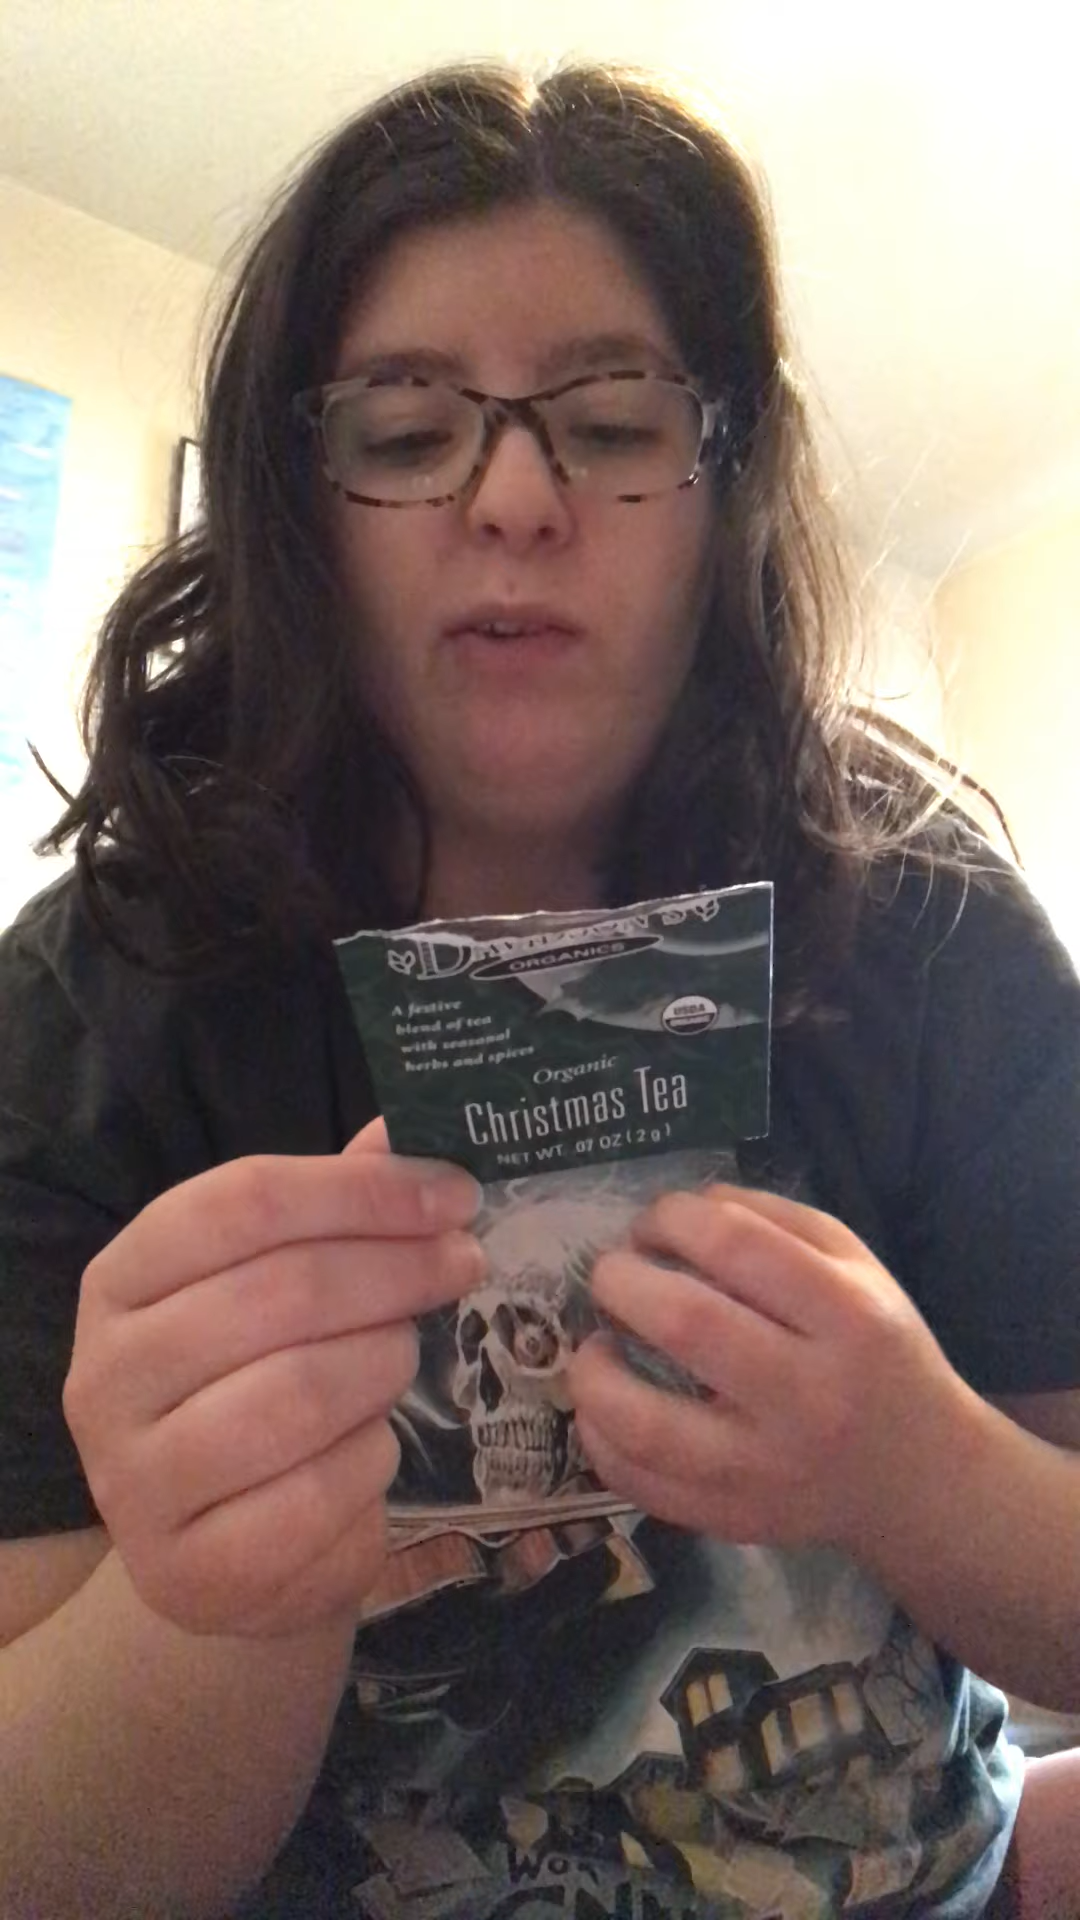 ORGANICS
A festive
blend of tea
with seasonal
herbs and spices
USDA
ORGANIC
Organic
Christmas Tea
NET WT. .07 OZ (2 g)